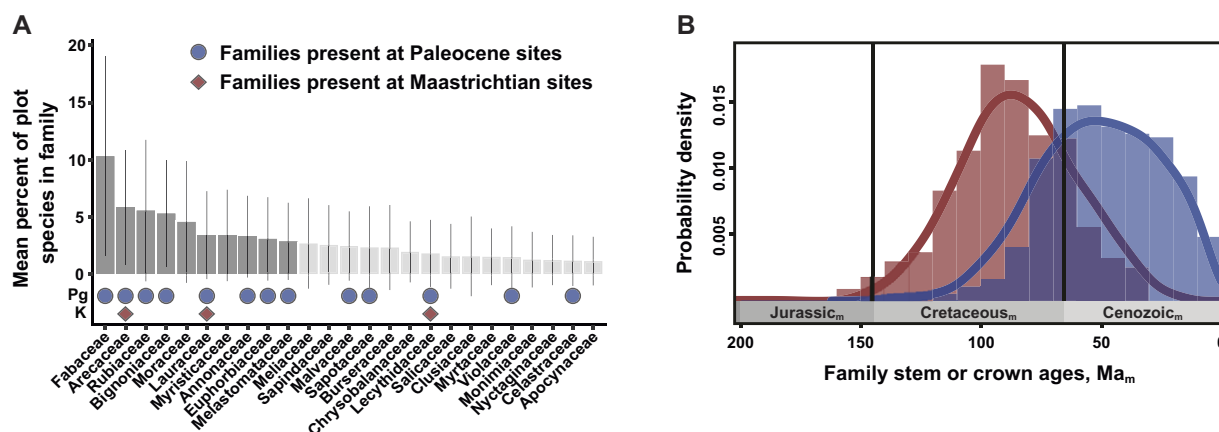 A
Mean percent of plot
species in family
20
15
10
5
0
Families present at Paleocene sites
Families present at Maastrichtian sites
Pg
K
Fabaceae
Arecaceae
Rubiaceae
Bignoniaceae
Moraceae
Lauraceae
Myristicaceae
Annonaceae
Euphorbiaceae
Melastomataceae
Meliaceae
Sapindaceae
Malvaceae
Sapotaceae
Burseraceae
Chrysobalanaceae
Lecythidaceae
Salicaceae
Clusiaceae
Myrtaceae
Violaceae
Monimiaceae
Nyctaginaceae
Celastraceae
Apocynaceae
B
Probability density
0.015
0.010
0.005
Jurassicₘ Cretaceousₘ Cenozoicₘ
200 150 100 50 0
Family stem or crown ages, Maₘ